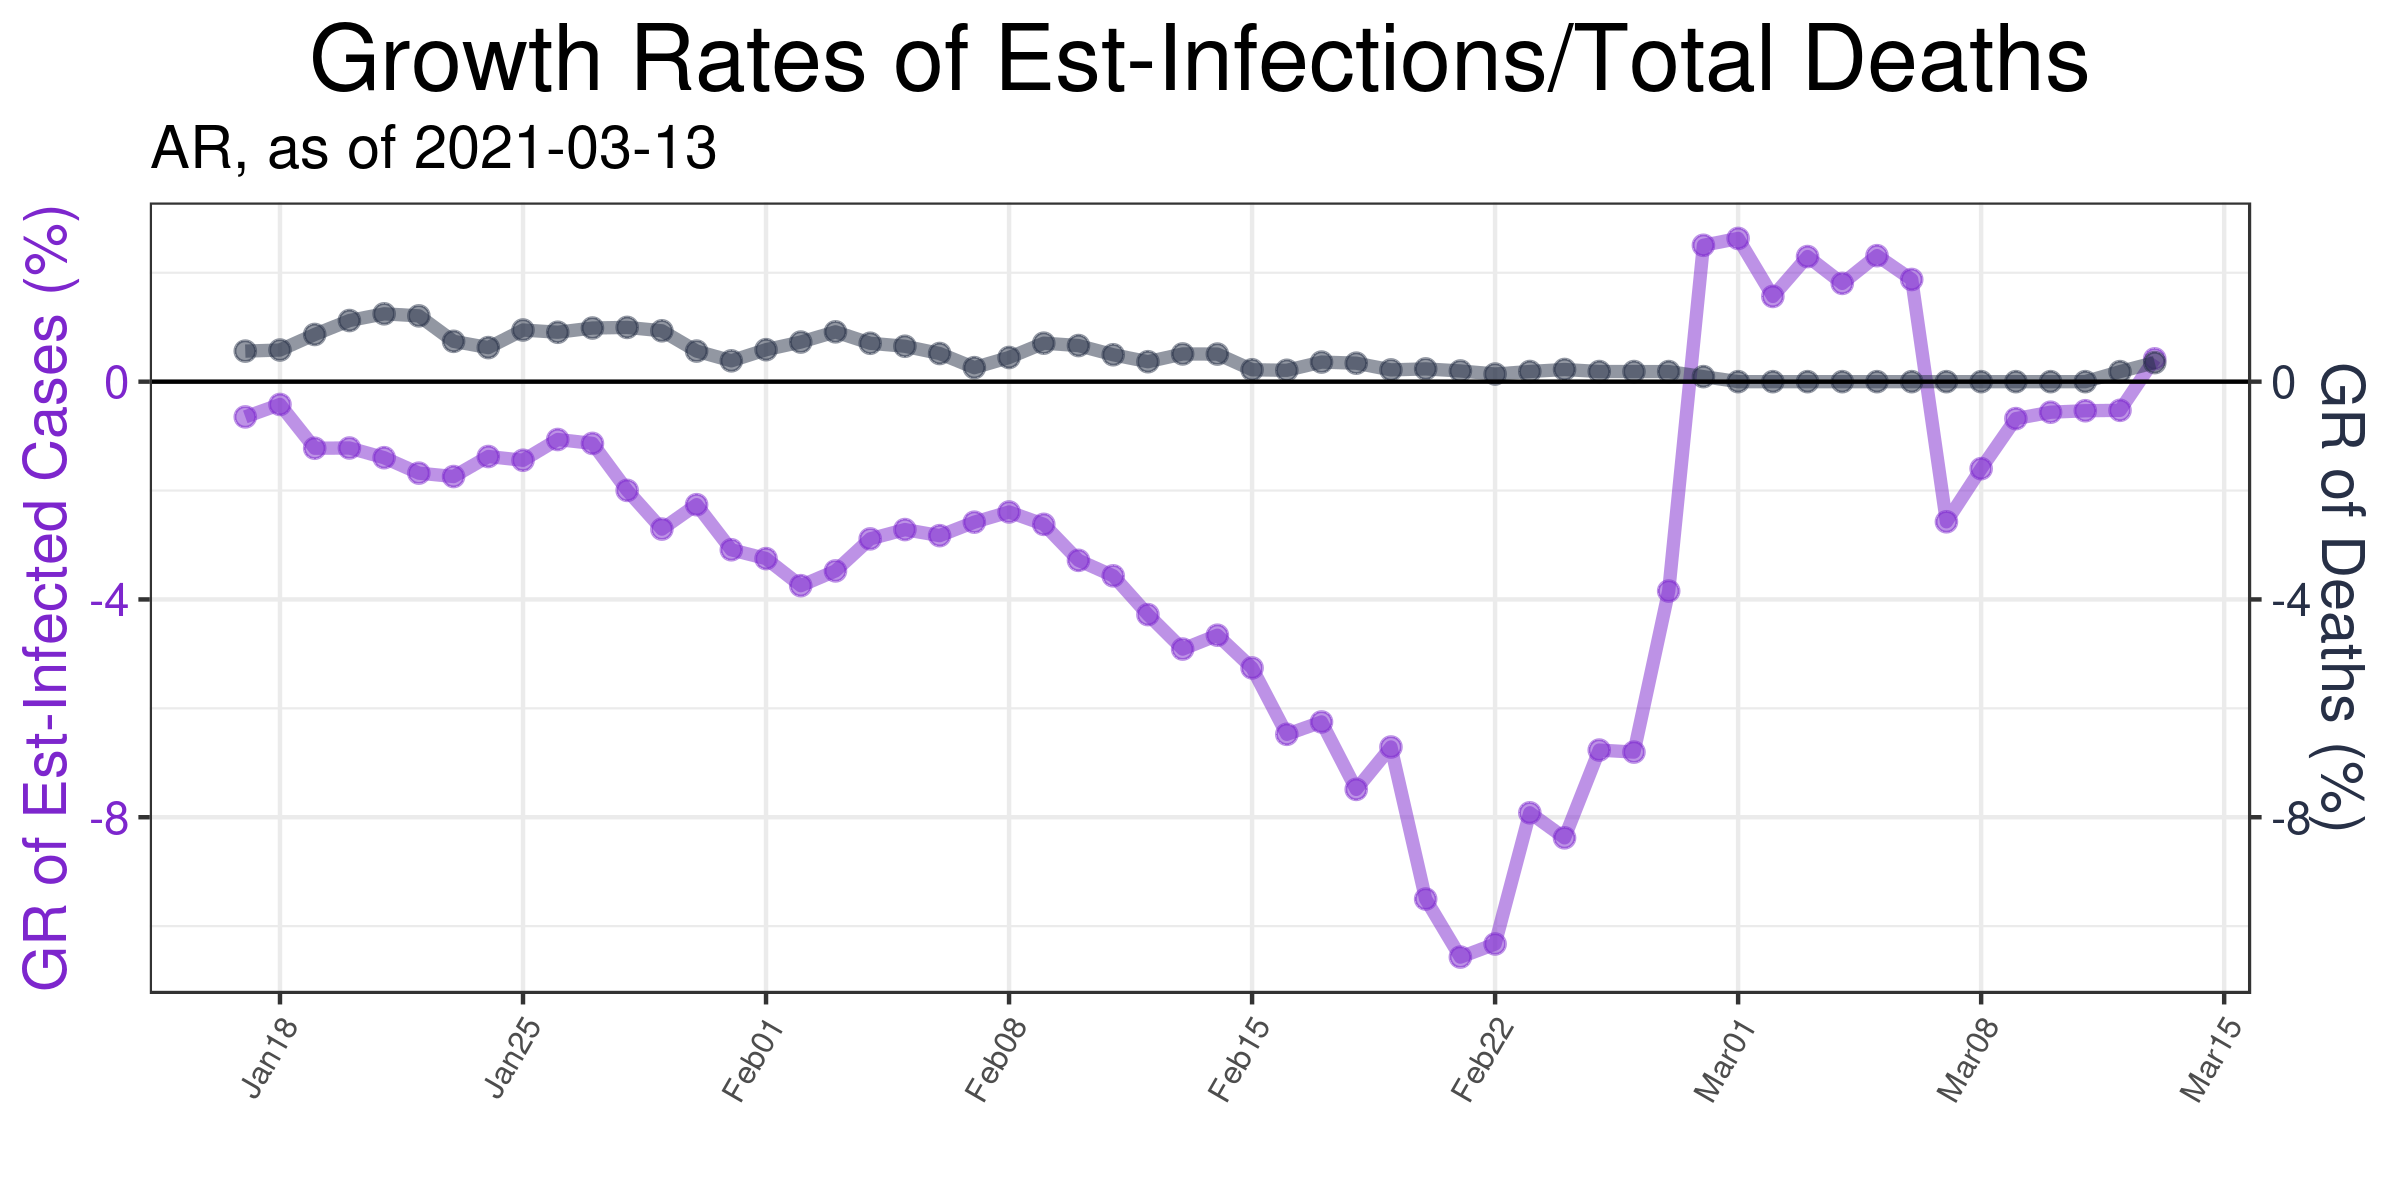 Growth Rates of Est-Infections/Total Deaths
AR, as of 2021-03-13
GR of Est-Infected Cases (%)
0
-4
-8
0
-4
-8
GR of Deaths (%)
Jan18
Jan25
Feb01
Feb08
Feb15
Feb22
Mar01
Mar08
Mar15